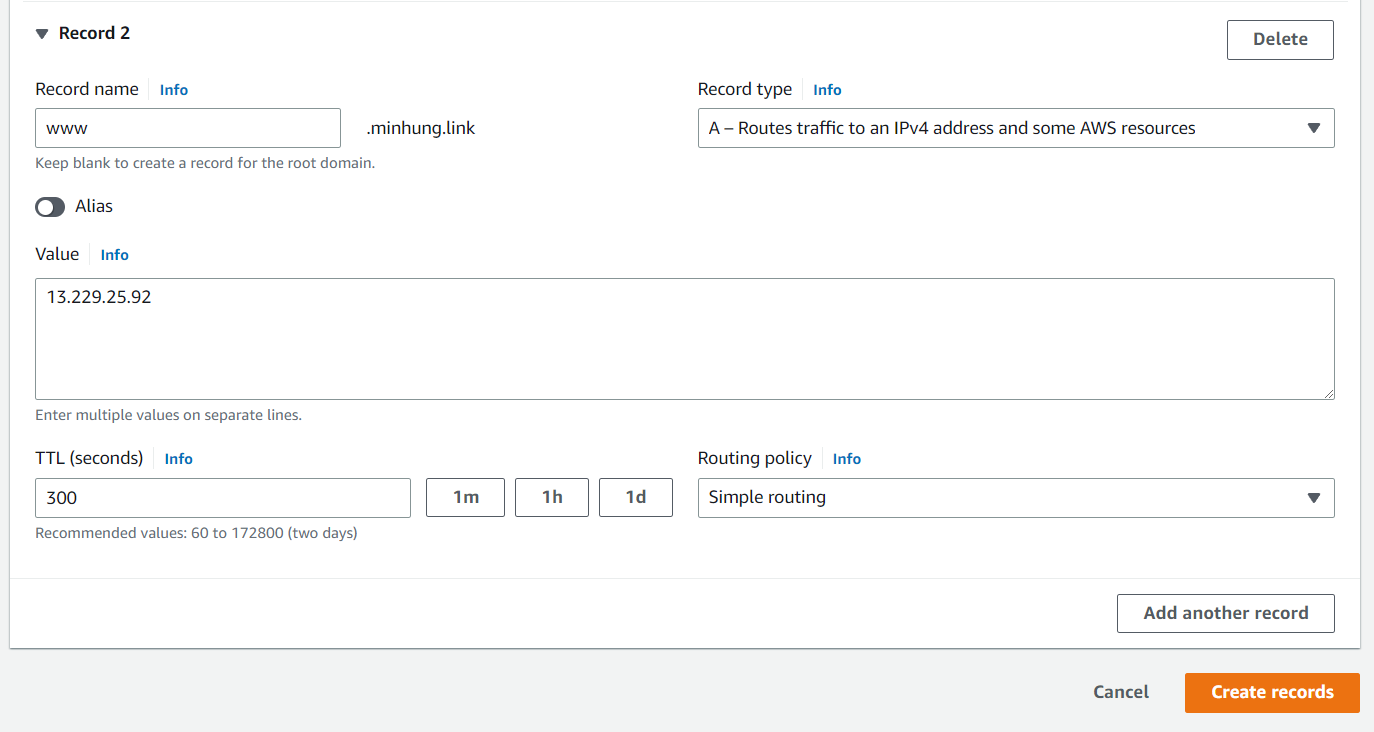 Record 2
Delete
Record name Info
Record type Info
www .minhung.link
A – Routes traffic to an IPv4 address and some AWS resources
Keep blank to create a record for the root domain.
Alias
Value Info
13.229.25.92
Enter multiple values on separate lines.
TTL (seconds) Info
Routing policy Info
300 1m 1h 1d
Simple routing
Recommended values: 60 to 172800 (two days)
Add another record
Cancel Create records